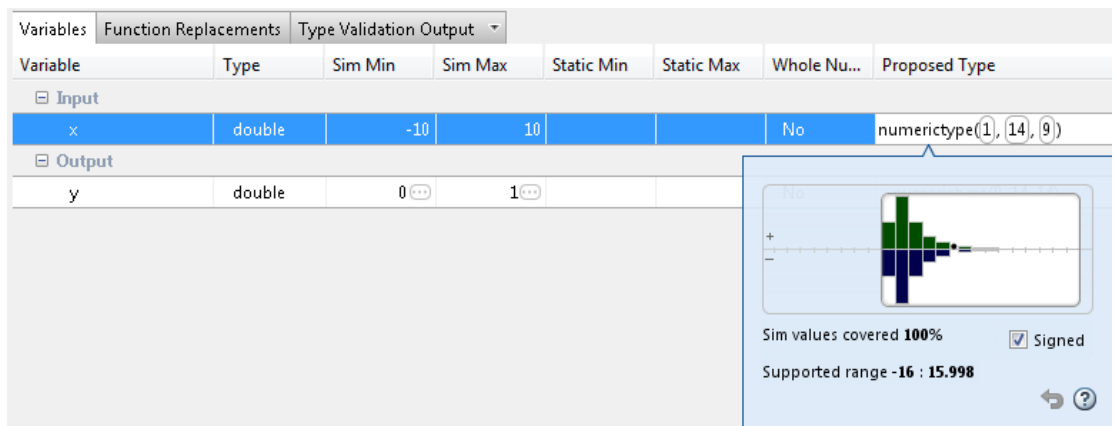 Variables Function Replacements Type Validation Output
Variable Type Sim Min Sim Max Static Min Static Max Whole Nu... Proposed Type
Input
x double -10 10 No numerictype(1, 14, 9)
Output
y double 0 1 No
+
−
Sim values covered 100% Signed
Supported range -16 : 15.998